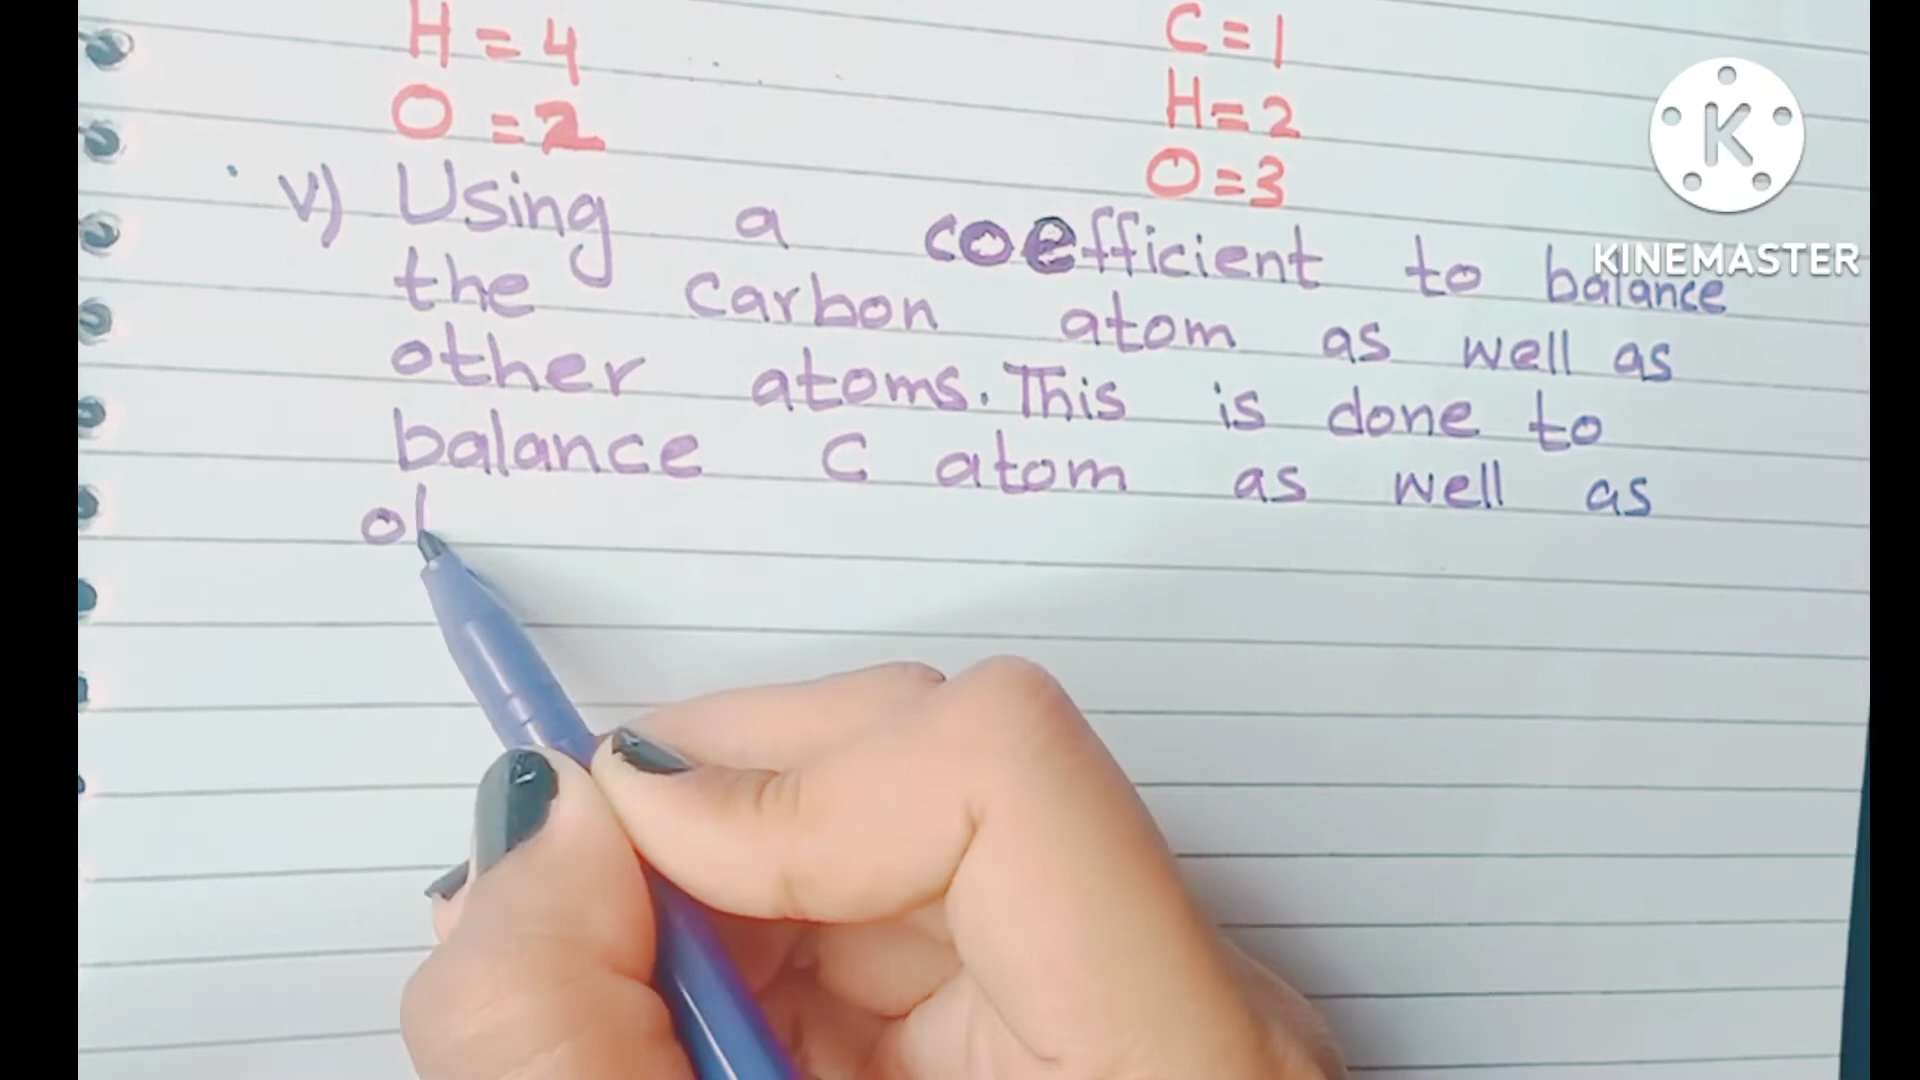 H = 4
O = 2
C = 1
H = 2
O = 3
K
KINEMASTER
v) Using a coefficient to balance
the carbon atom as well as
other atoms. This is done to
balance C atom as well as
ot